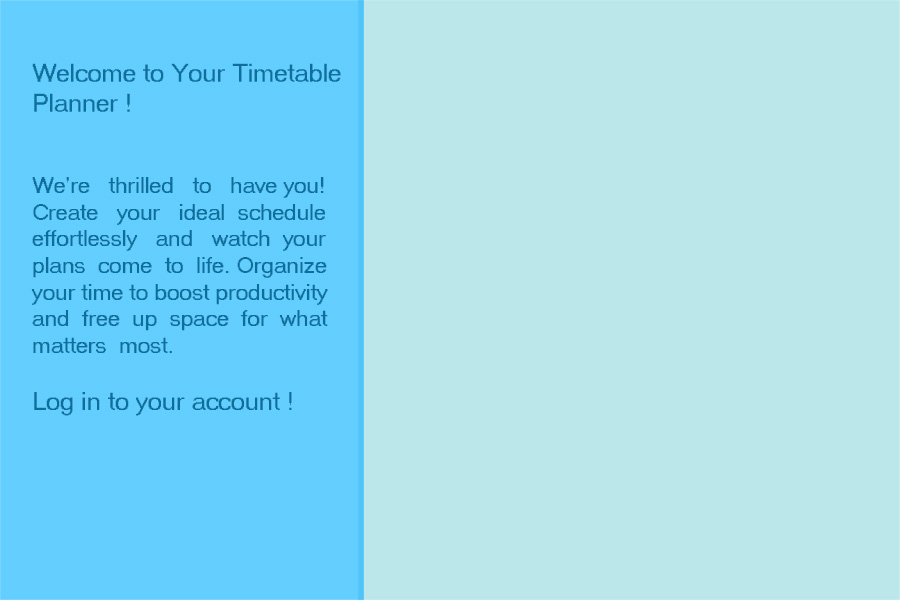 Welcome to Your Timetable
Planner !
We're thrilled to have you!
Create your ideal schedule
effortlessly and watch your
plans come to life. Organize
your time to boost productivity
and free up space for what
matters most.
Log in to your account !